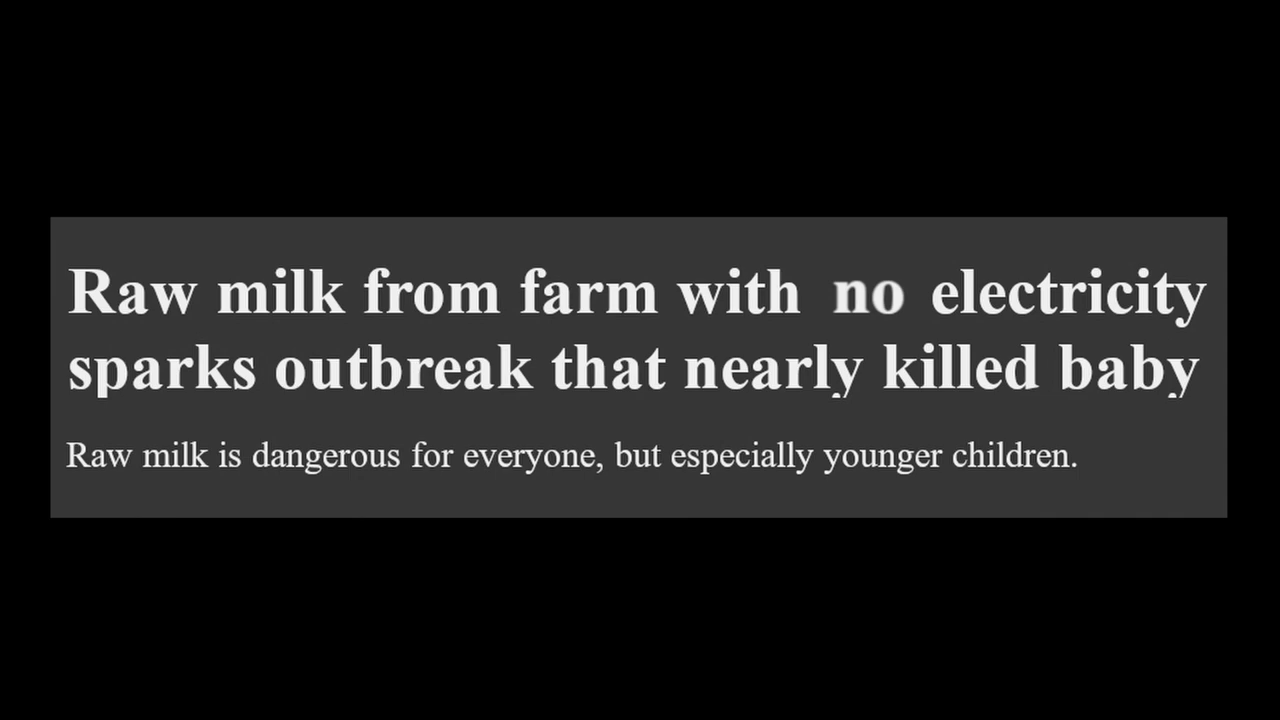 Raw milk from farm with no electricity
sparks outbreak that nearly killed baby
Raw milk is dangerous for everyone, but especially younger children.